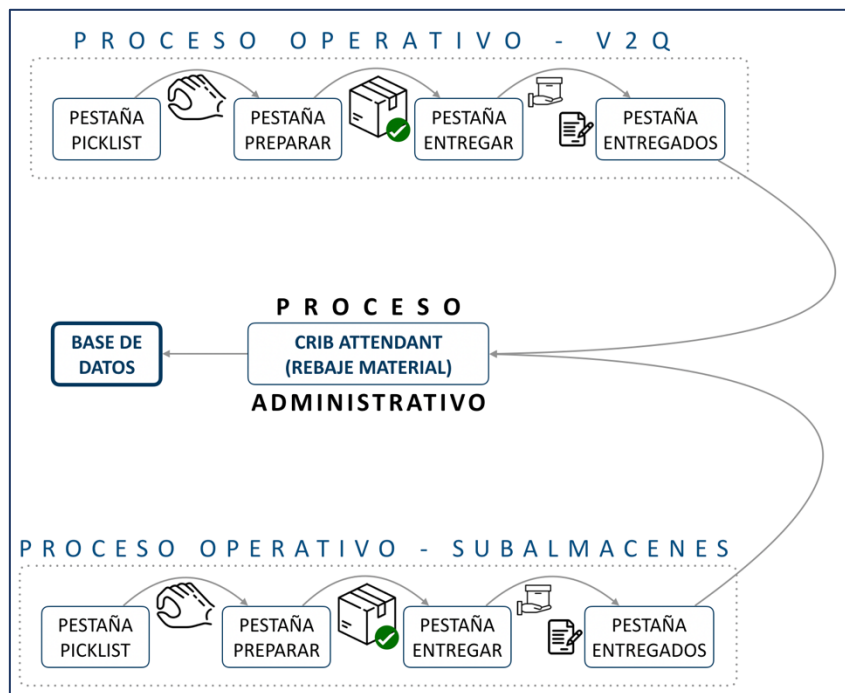 PROCESO OPERATIVO - V2Q
PESTAÑA
PICKLIST
PESTAÑA
PREPARAR
PESTAÑA
ENTREGAR
PESTAÑA
ENTREGADOS
PROCESO
BASE DE
DATOS
CRIB ATTENDANT
(REBAJE MATERIAL)
ADMINISTRATIVO
PROCESO OPERATIVO - SUBALMACENES
PESTAÑA
PICKLIST
PESTAÑA
PREPARAR
PESTAÑA
ENTREGAR
PESTAÑA
ENTREGADOS